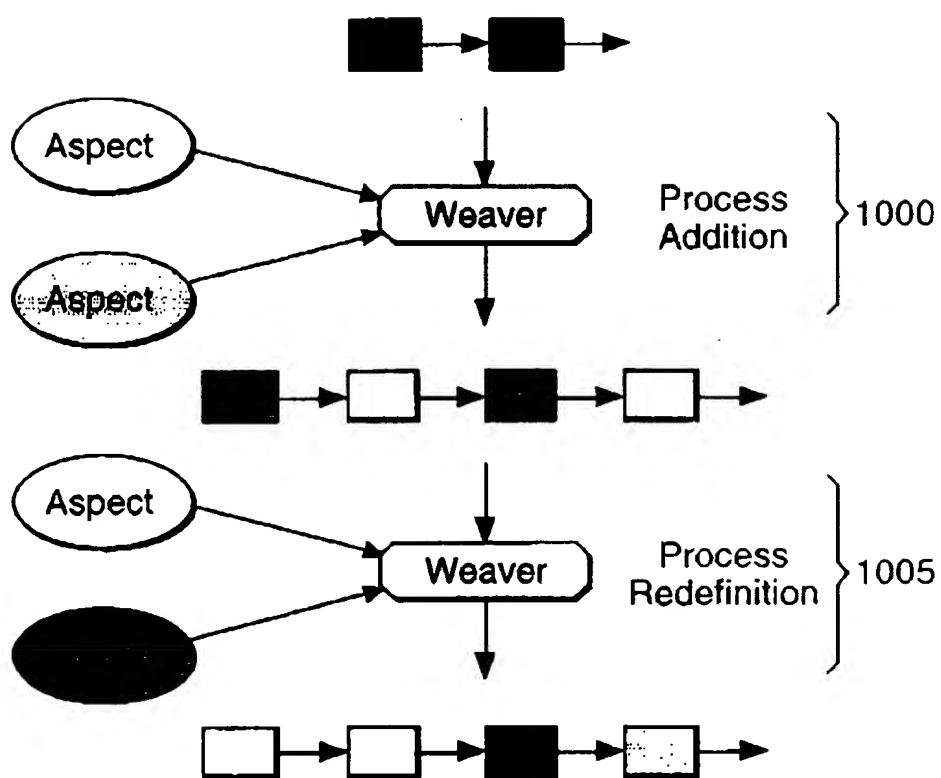 Aspect
Weaver
Process
Addition
1000
Aspect
Aspect
Weaver
Process
Redefinition
1005